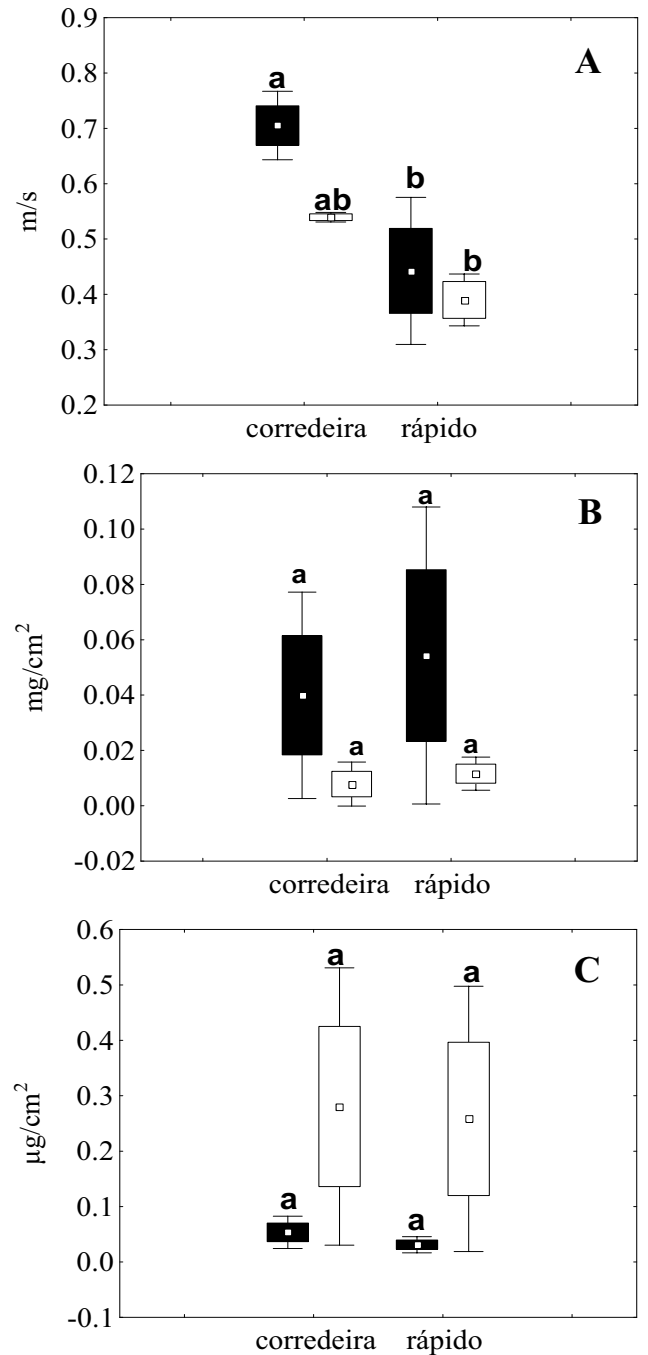 0.9
A
0.8
a
0.7
0.6
ab
b
m/s
0.5
b
0.4
0.3
0.2
corredeira rápido
0.12
a
B
0.10
0.08
a
0.06
mg/cm²
0.04
0.02
a a
0.00
-0.02
corredeira rápido
0.6
a a
C
0.5
0.4
0.3
µg/cm²
0.2
0.1
a a
0.0
-0.1
corredeira rápido